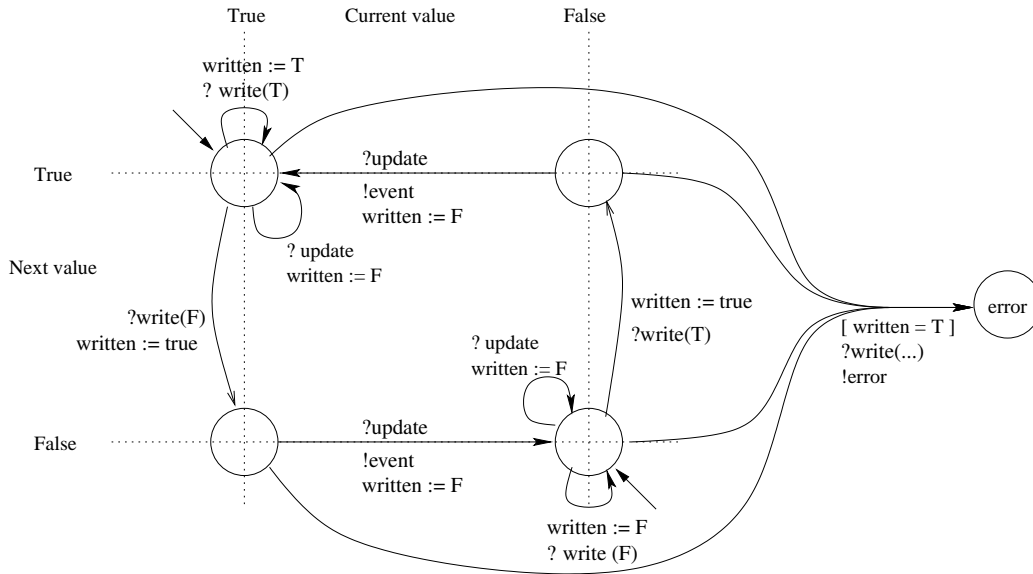 True
Current value
False
written := T
? write(T)
True
?update
!event
written := F
? update
written := F
Next value
?write(F)
written := true
written := true
?write(T)
error
[ written = T ]
?write(...)
!error
? update
written := F
False
?update
!event
written := F
written := F
? write (F)